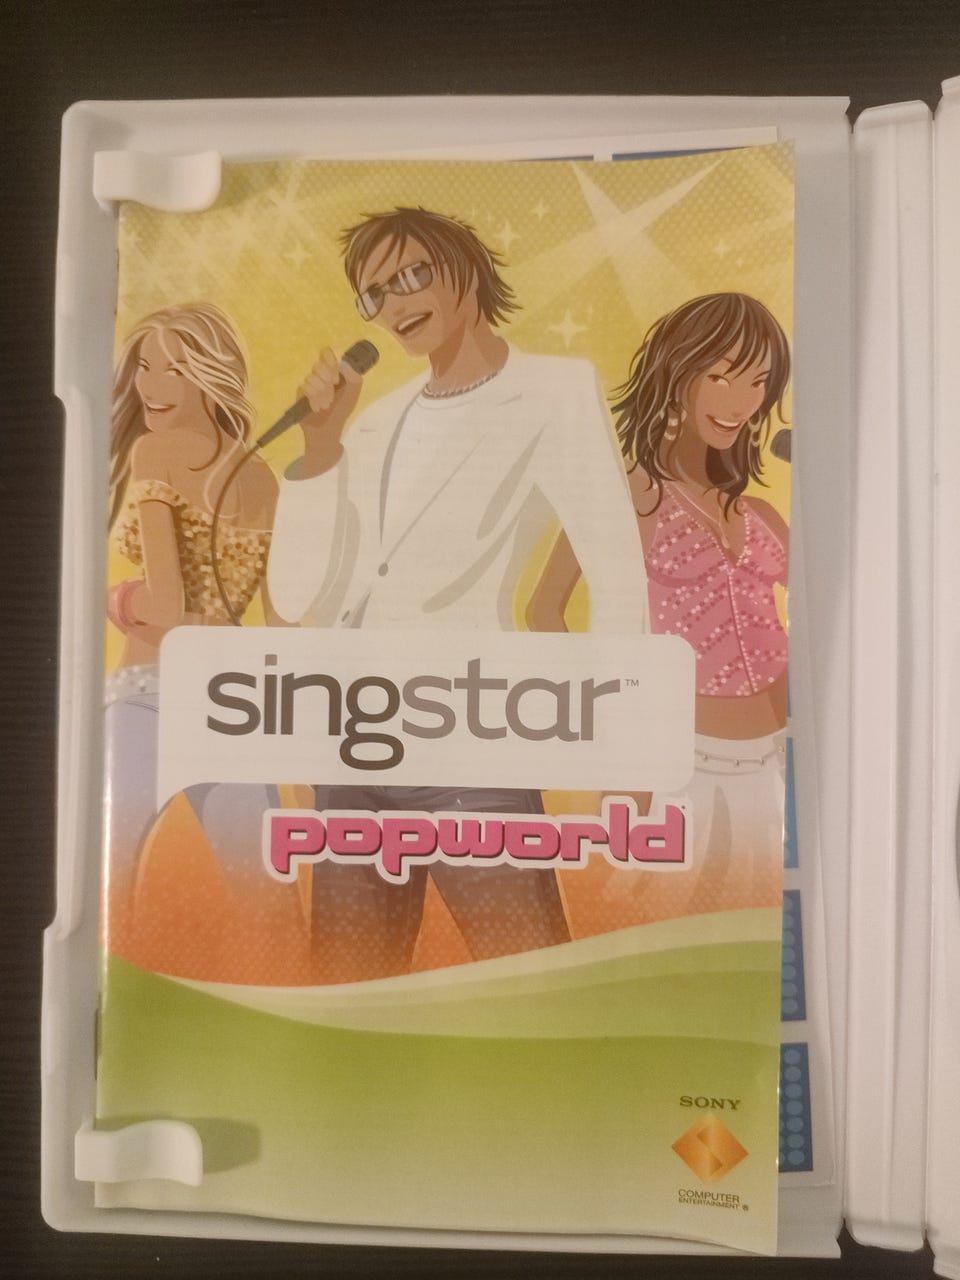 singstar™
popworld
SONY
COMPUTER
ENTERTAINMENT®